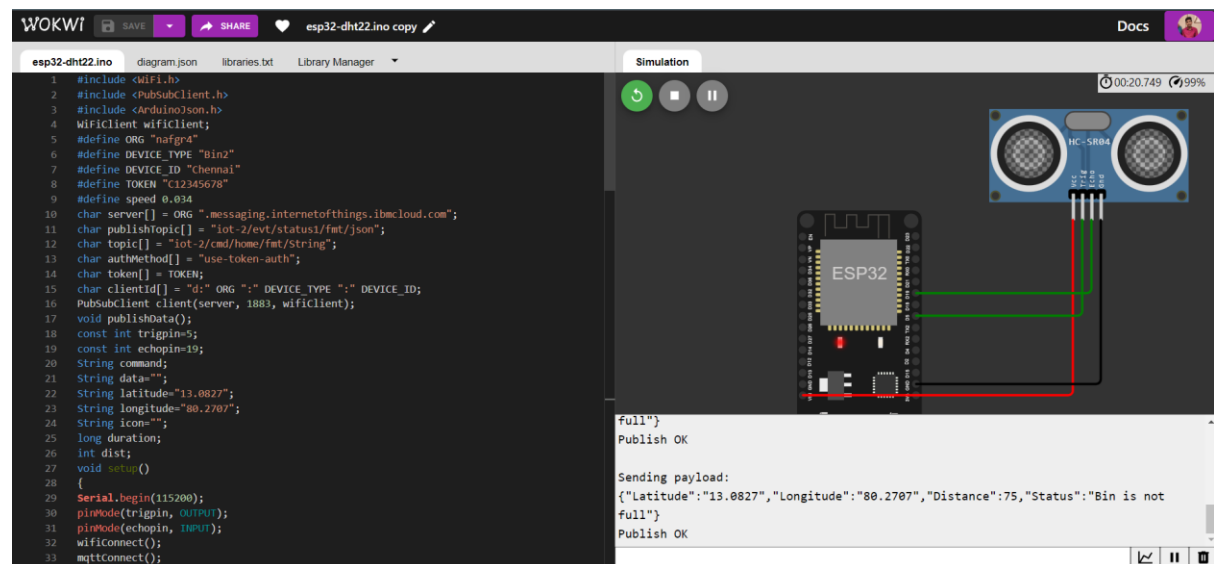 WOKWI SAVE SHARE esp32-dht22.ino copy Docs
esp32-dht22.ino diagram.json libraries.txt Library Manager
1 #include <WiFi.h>
2 #include <PubSubClient.h>
3 #include <ArduinoJson.h>
4 WiFiClient wifiClient;
5 #define ORG "nafgr4"
6 #define DEVICE_TYPE "Bin2"
7 #define DEVICE_ID "Chennai"
8 #define TOKEN "C12345678"
9 #define speed 0.034
10 char server[] = ORG ".messaging.internetofthings.ibmcloud.com";
11 char publishTopic[] = "iot-2/evt/status1/fmt/json";
12 char topic[] = "iot-2/cmd/home/fmt/String";
13 char authMethod[] = "use-token-auth";
14 char token[] = TOKEN;
15 char clientId[] = "d:" ORG ":" DEVICE_TYPE ":" DEVICE_ID;
16 PubSubClient client(server, 1883, wifiClient);
17 void publishData();
18 const int trigpin=5;
19 const int echopin=19;
20 String command;
21 String data="";
22 String latitude="13.0827";
23 String longitude="80.2707";
24 String icon="";
25 long duration;
26 int dist;
27 void setup()
28 {
29 Serial.begin(115200);
30 pinMode(trigpin, OUTPUT);
31 pinMode(echopin, INPUT);
32 wifiConnect();
33 mqttConnect();
Simulation
00:20.749 99%
HC-SR04
Vcc
Trig
Echo
Gnd
ESP32
full"}
Publish OK
Sending payload:
{"Latitude":"13.0827","Longitude":"80.2707","Distance":75,"Status":"Bin is not
full"}
Publish OK